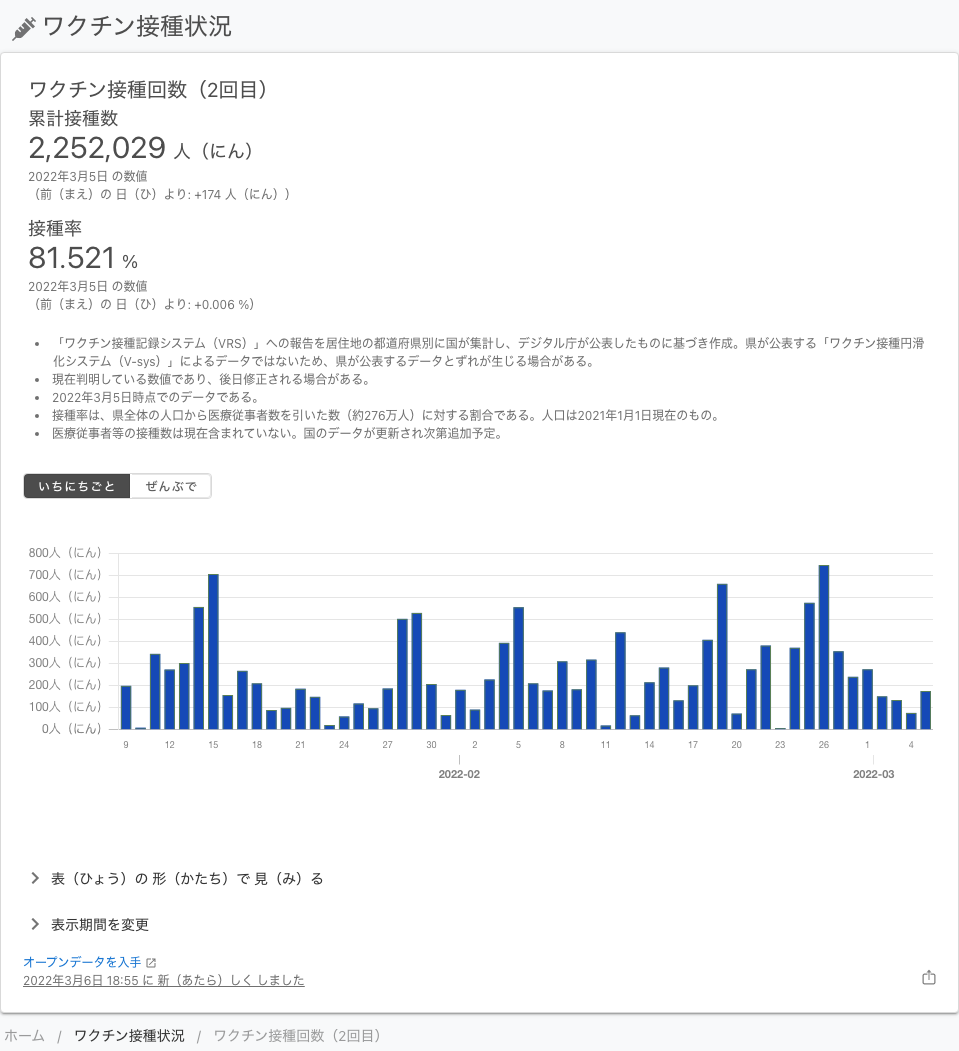 ワクチン接種状況
ワクチン接種回数（2回目）
累計接種数
2,252,029 人（にん）
2022年3月5日 の数値
（前（まえ）の 日（ひ）より: +174 人（にん））
接種率
81.521 %
2022年3月5日 の数値
（前（まえ）の 日（ひ）より: +0.006 %）
• 「ワクチン接種記録システム（VRS）」への報告を居住地の都道府県別に国が集計し、デジタル庁が公表したものに基づき作成。県が公表する「ワクチン接種円滑
化システム（V-sys）」によるデータではないため、県が公表するデータとずれが生じる場合がある。
• 現在判明している数値であり、後日修正される場合がある。
• 2022年3月5日時点でのデータである。
• 接種率は、県全体の人口から医療従事者数を引いた数（約276万人）に対する割合である。人口は2021年1月1日現在のもの。
• 医療従事者等の接種数は現在含まれていない。国のデータが更新され次第追加予定。
いちにちごと ぜんぶで
800人（にん）
700人（にん）
600人（にん）
500人（にん）
400人（にん）
300人（にん）
200人（にん）
100人（にん）
0人（にん）
9 12 15 18 21 24 27 30 2 5 8 11 14 17 20 23 26 1 4
2022-02 2022-03
表（ひょう）の 形（かたち）で 見（み）る
表示期間を変更
オープンデータを入手
2022年3月6日 18:55 に 新（あたら）しく しました
ホーム / ワクチン接種状況 / ワクチン接種回数（2回目）